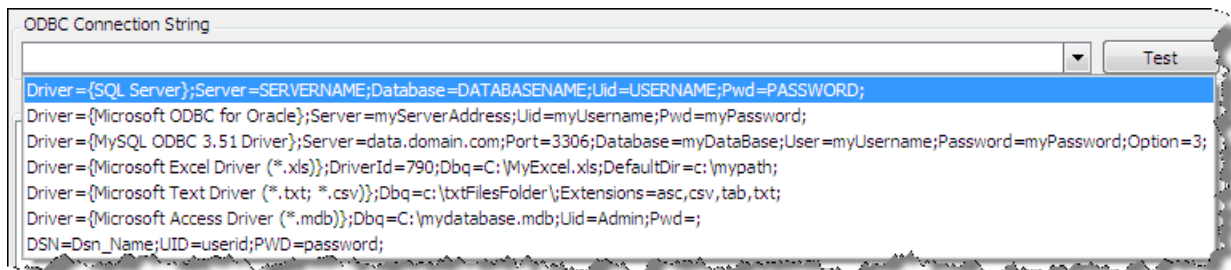 ODBC Connection String
Test
Driver={SQL Server};Server=SERVERNAME;Database=DATABASENAME;Uid=USERNAME;Pwd=PASSWORD;
Driver={Microsoft ODBC for Oracle};Server=myServerAddress;Uid=myUsername;Pwd=myPassword;
Driver={MySQL ODBC 3.51 Driver};Server=data.domain.com;Port=3306;Database=myDataBase;User=myUsername;Password=myPassword;Option=3;
Driver={Microsoft Excel Driver (*.xls)};DriverId=790;Dbq=C:\MyExcel.xls;DefaultDir=c:\mypath;
Driver={Microsoft Text Driver (*.txt; *.csv)};Dbq=c:\txtFilesFolder\;Extensions=asc,csv,tab,txt;
Driver={Microsoft Access Driver (*.mdb)};Dbq=C:\mydatabase.mdb;Uid=Admin;Pwd=;
DSN=Dsn_Name;UID=userid;PWD=password;